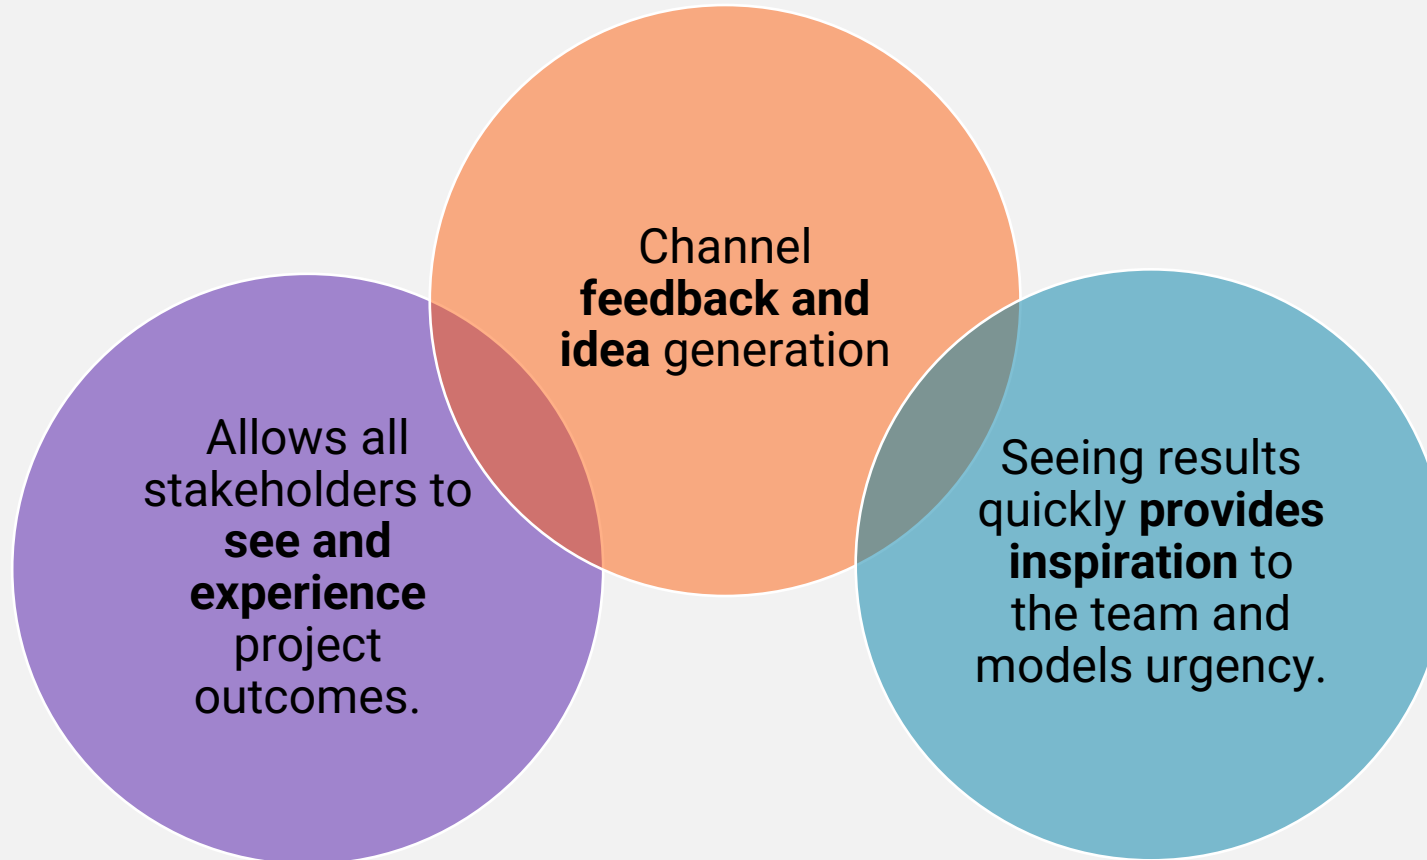 Channel
feedback and
idea generation
Allows all
stakeholders to
see and
experience
project
outcomes.
Seeing results
quickly provides
inspiration to
the team and
models urgency.